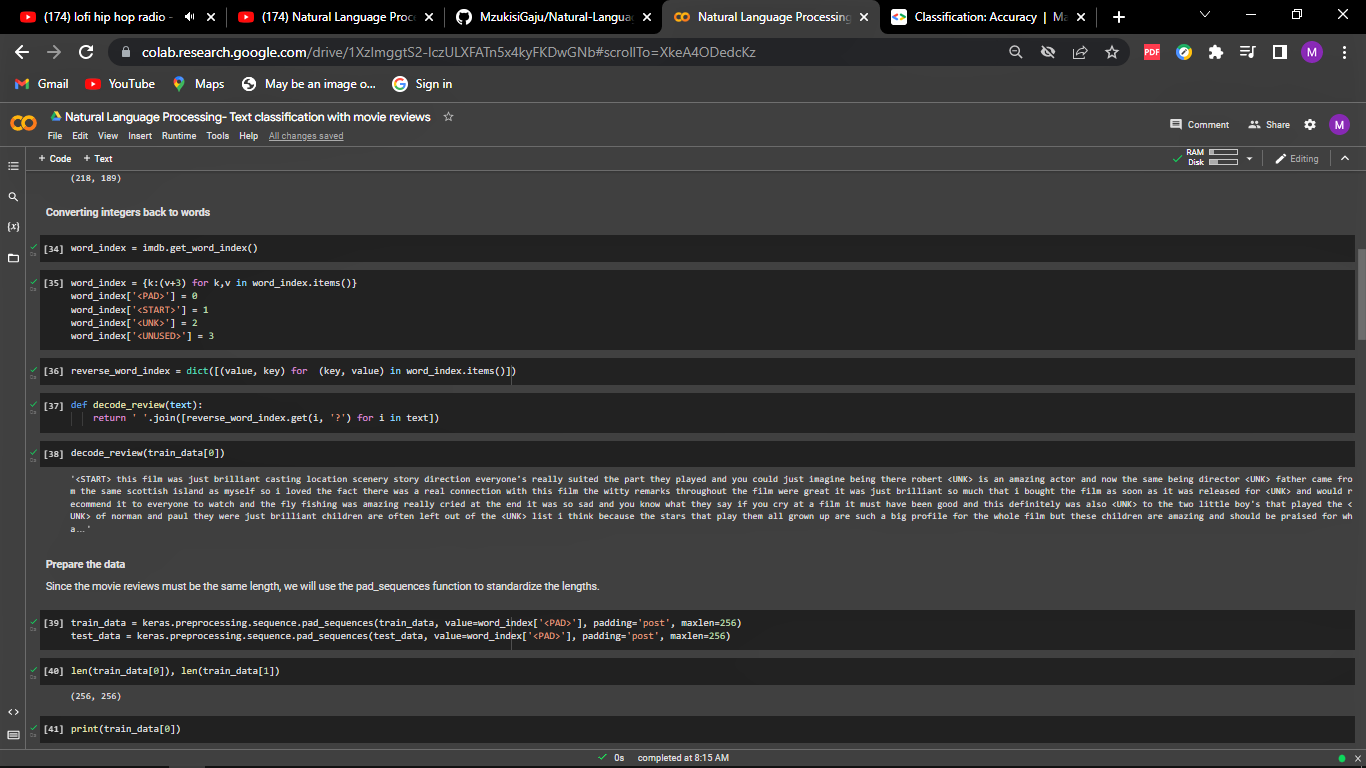 (174) lofi hip hop radio -
(174) Natural Language Proce
MzukisiGaju/Natural-Langua
Natural Language Processing
Classification: Accuracy | Ma
colab.research.google.com/drive/1XzImggtS2-IczULXFATn5x4kyFKDwGNb#scrollTo=XkeA4ODedcKz
PDF
M
Gmail
YouTube
Maps
May be an image o...
Sign in
Natural Language Processing- Text classification with movie reviews
File Edit View Insert Runtime Tools Help All changes saved
Comment
Share
M
+ Code + Text
RAM
Disk
Editing
(218, 189)
Converting integers back to words
[34] word_index = imdb.get_word_index()
[35] word_index = {k:(v+3) for k,v in word_index.items()}
word_index['<PAD>'] = 0
word_index['<START>'] = 1
word_index['<UNK>'] = 2
word_index['<UNUSED>'] = 3
[36] reverse_word_index = dict([(value, key) for  (key, value) in word_index.items()])
[37] def decode_review(text):
return ' '.join([reverse_word_index.get(i, '?') for i in text])
[38] decode_review(train_data[0])
'<START> this film was just brilliant casting location scenery story direction everyone's really suited the part they played and you could just imagine being there robert <UNK> is an amazing actor and now the same being director <UNK> father came fro
m the same scottish island as myself so i loved the fact there was a real connection with this film the witty remarks throughout the film were great it was just brilliant so much that i bought the film as soon as it was released for <UNK> and would r
ecommend it to everyone to watch and the fly fishing was amazing really cried at the end it was so sad and you know what they say if you cry at a film it must have been good and this definitely was also <UNK> to the two little boy's that played the <
UNK> of norman and paul they were just brilliant children are often left out of the <UNK> list i think because the stars that play them all grown up are such a big profile for the whole film but these children are amazing and should be praised for wh
a…'
Prepare the data
Since the movie reviews must be the same length, we will use the pad_sequences function to standardize the lengths.
[39] train_data = keras.preprocessing.sequence.pad_sequences(train_data, value=word_index['<PAD>'], padding='post', maxlen=256)
test_data = keras.preprocessing.sequence.pad_sequences(test_data, value=word_index['<PAD>'], padding='post', maxlen=256)
[40] len(train_data[0]), len(train_data[1])
(256, 256)
[41] print(train_data[0])
0s completed at 8:15 AM